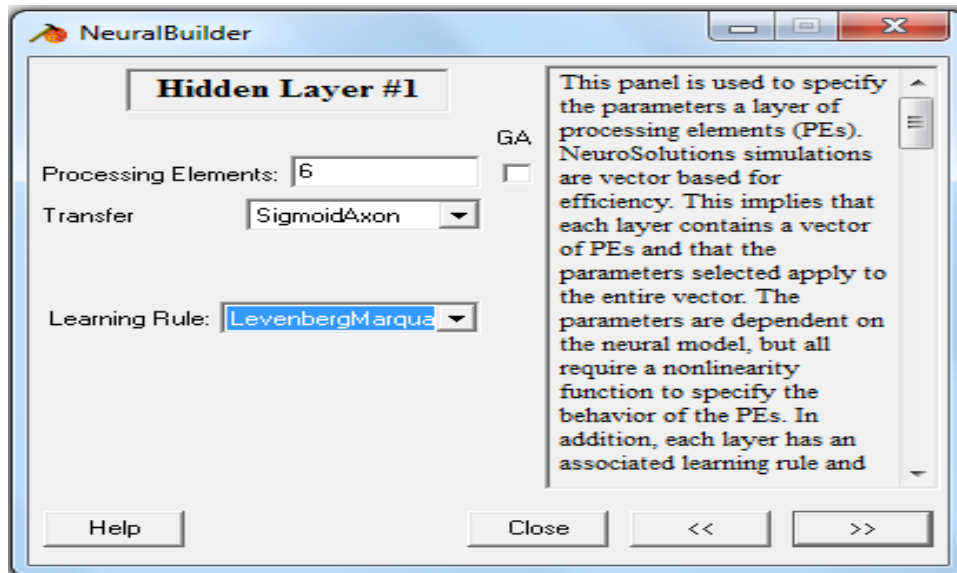 NeuralBuilder
Hidden Layer #1
GA
Processing Elements: 6
Transfer SigmoidAxon
Learning Rule: LevenbergMarqua
This panel is used to specify
the parameters a layer of
processing elements (PEs).
NeuroSolutions simulations
are vector based for
efficiency. This implies that
each layer contains a vector
of PEs and that the
parameters selected apply to
the entire vector. The
parameters are dependent on
the neural model, but all
require a nonlinearity
function to specify the
behavior of the PEs. In
addition, each layer has an
associated learning rule and
Help Close << >>